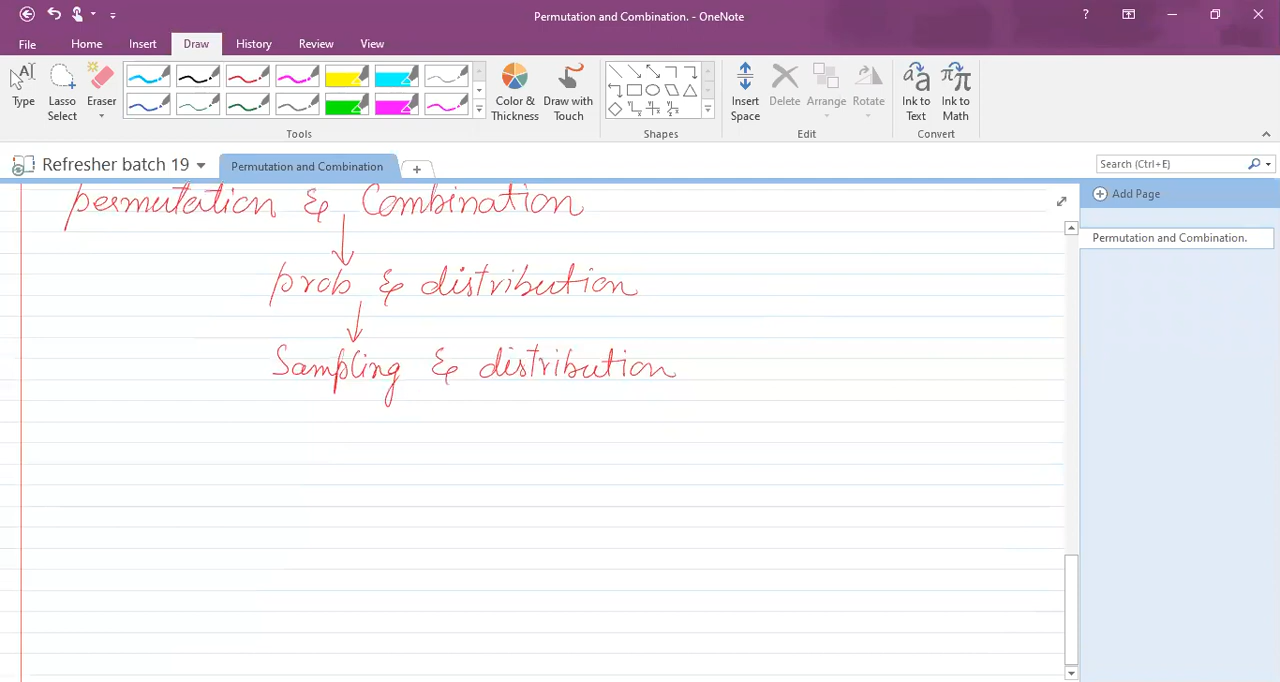 Permutation and Combination. - OneNote
?
File Home Insert Draw History Review View
Type Lasso Select Eraser Color & Thickness Draw with Touch Insert Space Delete Arrange Rotate Ink to Text Ink to Math
Tools Shapes Edit Convert
Refresher batch 19 Permutation and Combination Search (Ctrl+E)
Add Page
Permutation and Combination.
permutation & Combination
prob & distribution
Sampling & distribution